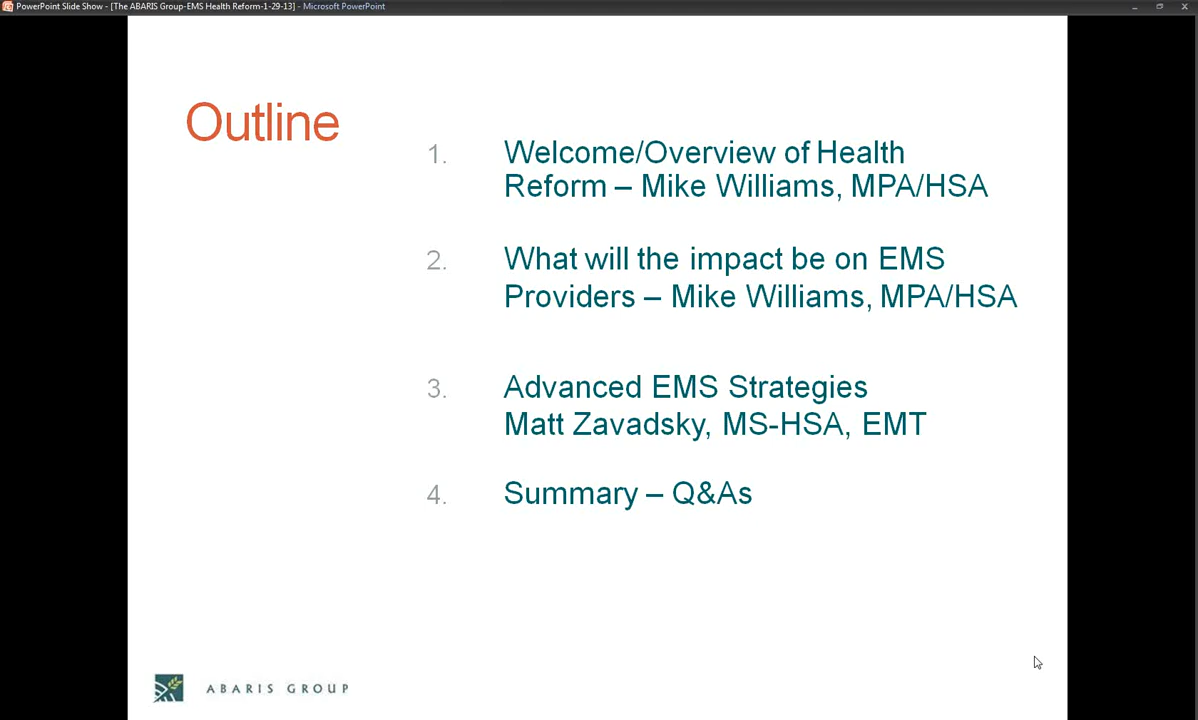 PowerPoint Slide Show - [The ABARIS Group-EMS Health Reform-1-29-13] - Microsoft PowerPoint
Outline
1. Welcome/Overview of Health
Reform – Mike Williams, MPA/HSA
2. What will the impact be on EMS
Providers – Mike Williams, MPA/HSA
3. Advanced EMS Strategies
Matt Zavadsky, MS-HSA, EMT
4. Summary – Q&As
ABARIS GROUP